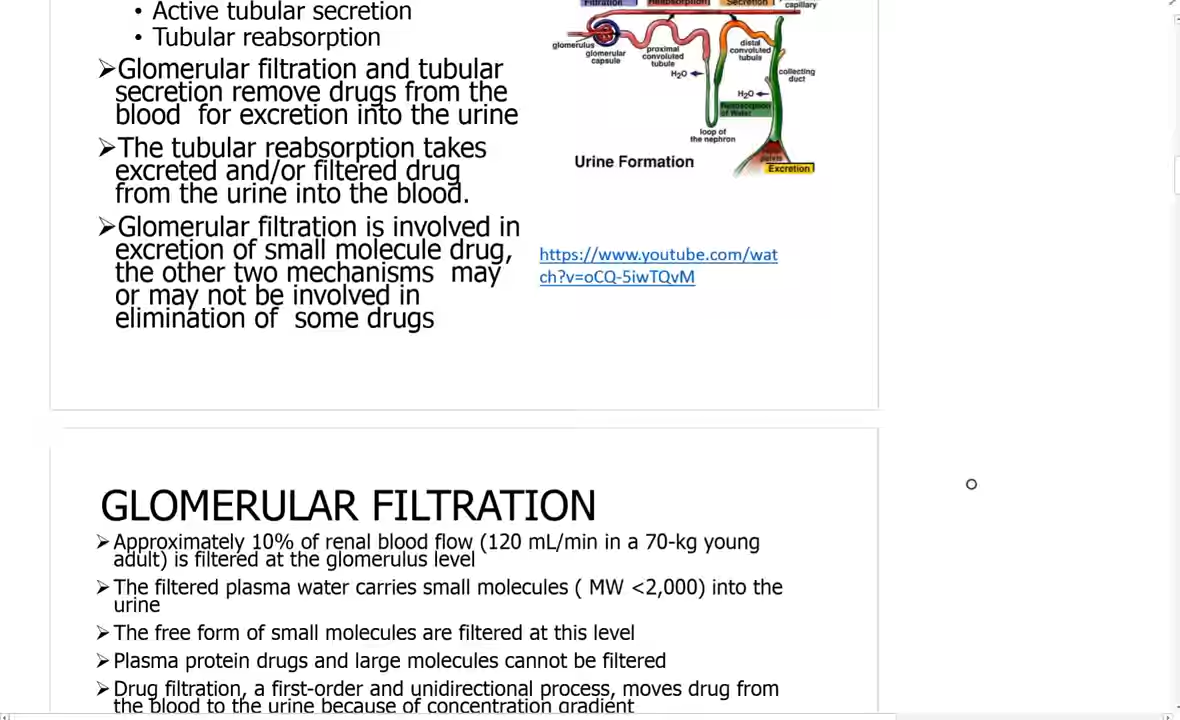 • Active tubular secretion
• Tubular reabsorption
➢Glomerular filtration and tubular
secretion remove drugs from the
blood for excretion into the urine
➢The tubular reabsorption takes
excreted and/or filtered drug
from the urine into the blood.
➢Glomerular filtration is involved in
excretion of small molecule drug,
the other two mechanisms may
or may not be involved in
elimination of some drugs
Filtration
Reabsorption
Secretion
capillary
glomerulus
glomerular
capsule
proximal
convoluted
tubule
distal
convoluted
tubule
collecting
duct
H₂O
H₂O
Reabsorption
of Water
loop of
the nephron
Urine Formation
Excretion
https://www.youtube.com/wat
ch?v=oCQ-5iwTQvM
GLOMERULAR FILTRATION
➢Approximately 10% of renal blood flow (120 mL/min in a 70-kg young
adult) is filtered at the glomerulus level
➢The filtered plasma water carries small molecules ( MW <2,000) into the
urine
➢The free form of small molecules are filtered at this level
➢Plasma protein drugs and large molecules cannot be filtered
➢Drug filtration, a first-order and unidirectional process, moves drug from
the blood to the urine because of concentration gradient